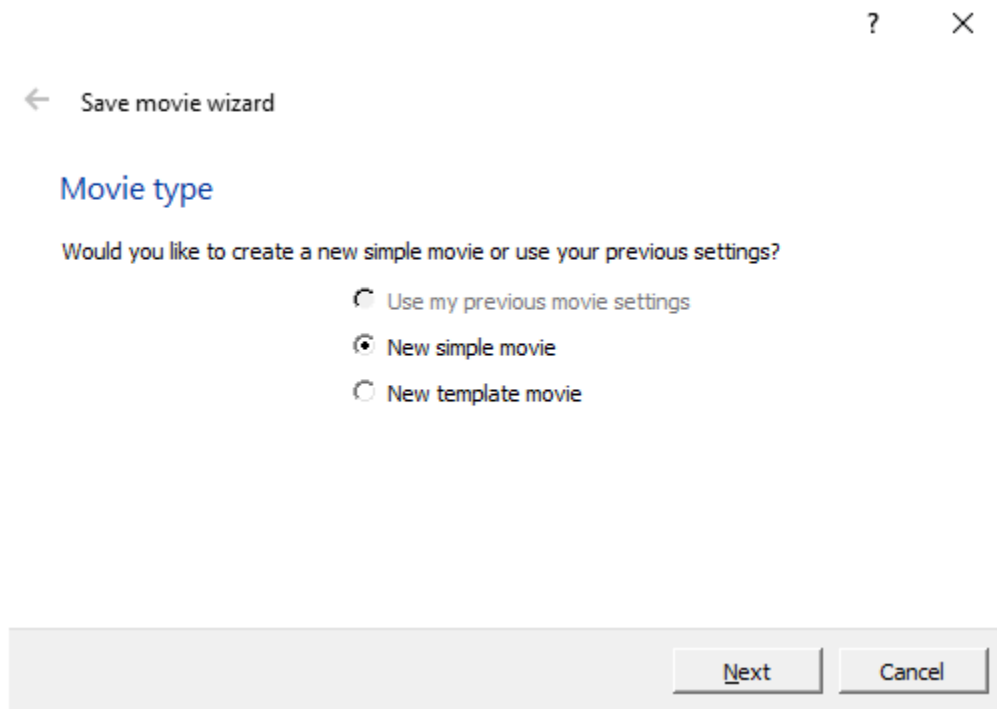 ?
Save movie wizard
Movie type
Would you like to create a new simple movie or use your previous settings?
Use my previous movie settings
New simple movie
New template movie
Next Cancel